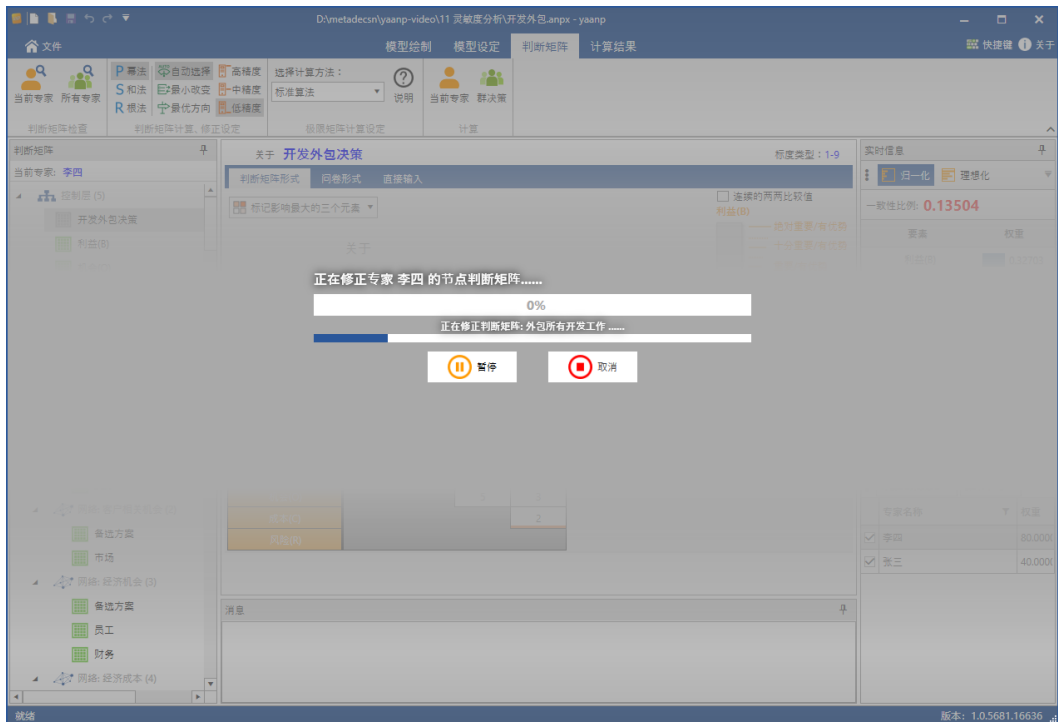 D:\metadecsn\yaanp-video\11 灵敏度分析\开发外包.anpx - yaanp
文件 模型绘制 模型设定 判断矩阵 计算结果 快捷键 关于
当前专家 所有专家
P 幂法 自动选择 高精度
S 和法 最小改变 中精度
R 根法 最优方向 低精度
选择计算方法：
标准算法
说明
当前专家 群决策
判断矩阵检查 判断矩阵计算、修正设定 极限矩阵计算设定 计算
判断矩阵
当前专家: 李四
控制层 (5)
开发外包决策
利益(B)
关于 开发外包决策 标度类型：1-9
判断矩阵形式 问卷形式 直接输入
标记影响最大的三个元素
连续的两两比较值
利益(B)
关于
实时信息
归一化 理想化
一致性比例: 0.13504
要素 权重
正在修正专家 李四 的节点判断矩阵......
0%
正在修正判断矩阵: 外包所有开发工作 ......
暂停 取消
2
风险(R)
备选方案
市场
网络: 经济机会 (3)
备选方案
员工
财务
网络: 经济成本 (4)
专家名称 权重
李四 60.000
张三 40.000
消息
就绪 版本: 1.0.5681.16636